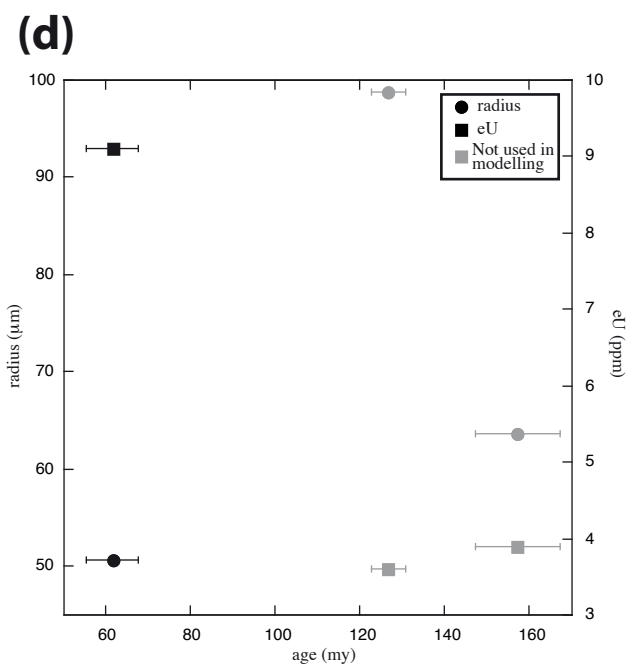 (d)
100
90
80
70
60
50
radius (μm)
10
9
8
7
6
5
4
3
eU (ppm)
radius
eU
Not used in
modelling
60
80
100
120
140
160
age (my)